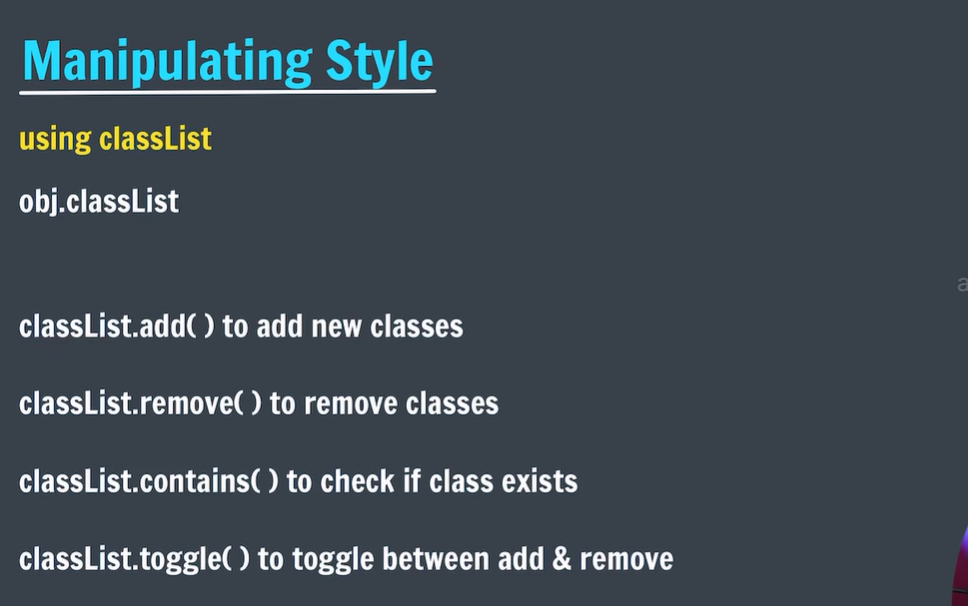 Manipulating Style
using classList
obj.classList
a
classList.add( ) to add new classes
classList.remove( ) to remove classes
classList.contains( ) to check if class exists
classList.toggle( ) to toggle between add & remove